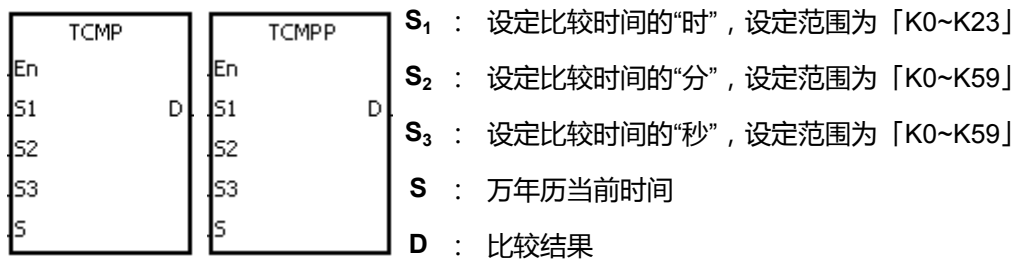 TCMP
En
S1 D
S2
S3
S
TCMPP
En
S1 D
S2
S3
S
S₁ : 设定比较时间的“时”,设定范围为「K0~K23」
S₂ : 设定比较时间的“分”,设定范围为「K0~K59」
S₃ : 设定比较时间的“秒”,设定范围为「K0~K59」
S : 万年历当前时间
D : 比较结果